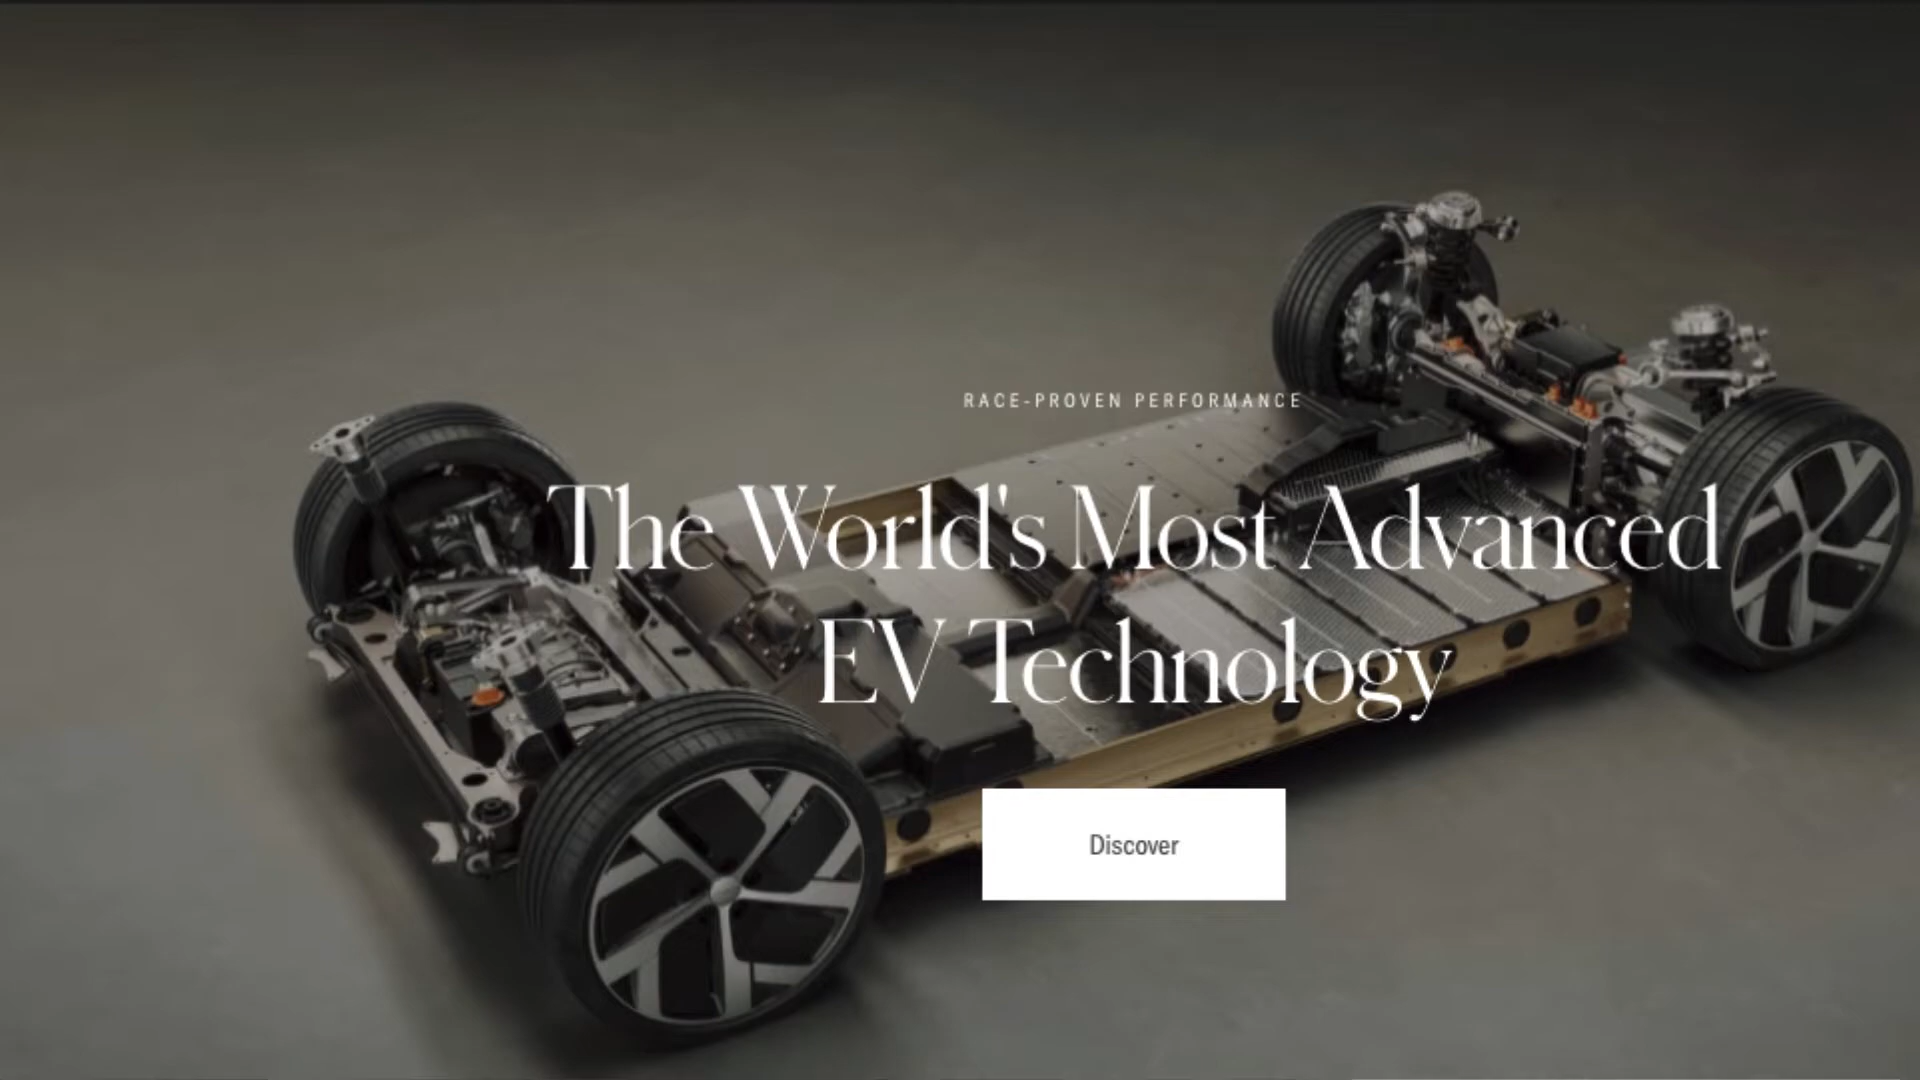 RACE-PROVEN PERFORMANCE
The World's Most Advanced
EV Technology
Discover